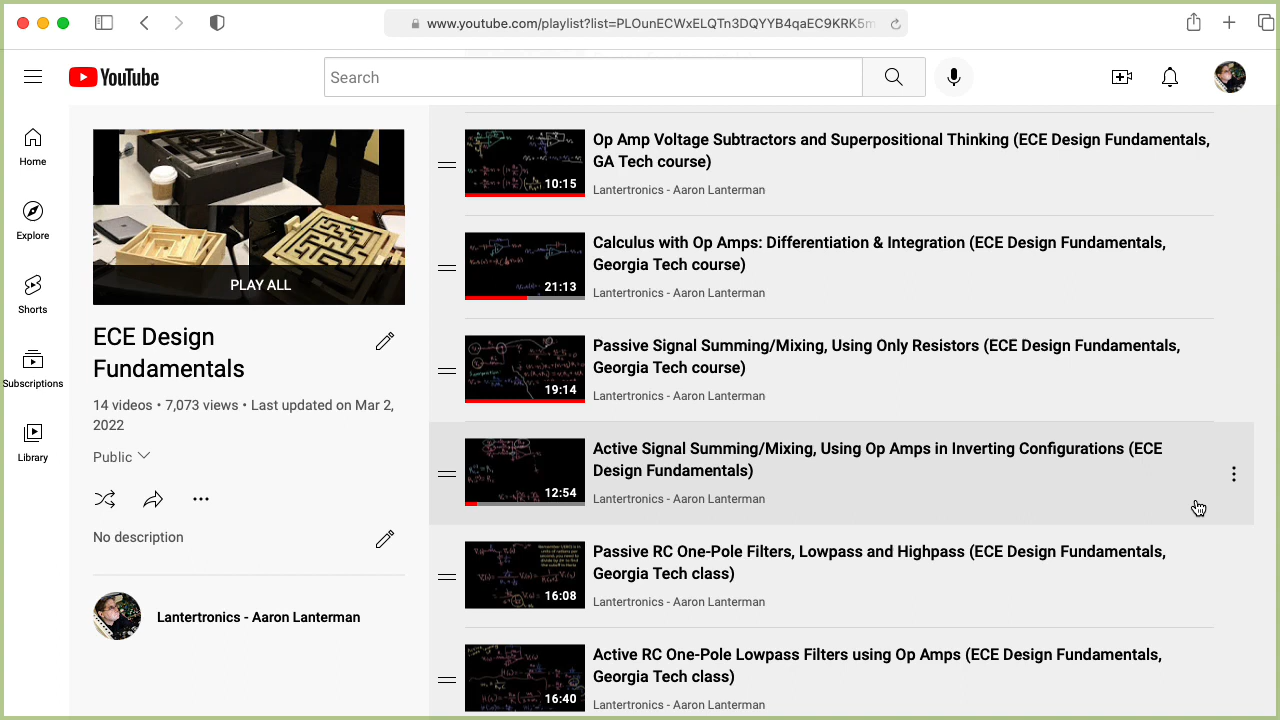 www.youtube.com/playlist?list=PLOunECWxELQTn3DQYYB4qaEC9KRK5m
YouTube
Search
Home
Explore
Shorts
Subscriptions
Library
PLAY ALL
ECE Design
Fundamentals
14 videos • 7,073 views • Last updated on Mar 2,
2022
Public
No description
Lantertronics - Aaron Lanterman
Op Amp Voltage Subtractors and Superpositional Thinking (ECE Design Fundamentals,
GA Tech course)
Lantertronics - Aaron Lanterman
10:15
Calculus with Op Amps: Differentiation & Integration (ECE Design Fundamentals,
Georgia Tech course)
Lantertronics - Aaron Lanterman
21:13
Passive Signal Summing/Mixing, Using Only Resistors (ECE Design Fundamentals,
Georgia Tech course)
Lantertronics - Aaron Lanterman
19:14
Active Signal Summing/Mixing, Using Op Amps in Inverting Configurations (ECE
Design Fundamentals)
Lantertronics - Aaron Lanterman
12:54
Passive RC One-Pole Filters, Lowpass and Highpass (ECE Design Fundamentals,
Georgia Tech class)
Lantertronics - Aaron Lanterman
16:08
Active RC One-Pole Lowpass Filters using Op Amps (ECE Design Fundamentals,
Georgia Tech class)
Lantertronics - Aaron Lanterman
16:40